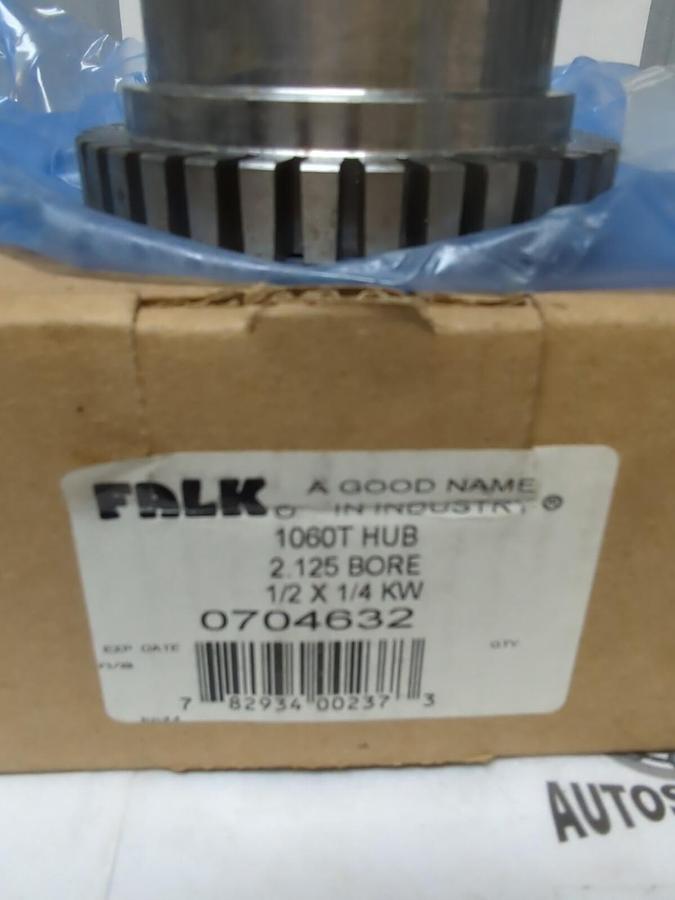 FALK® A GOOD NAME
IN INDUSTRY ®
1060T HUB
2.125 BORE
1/2 X 1/4 KW
0704632
EXP DATE
QTY
7 82934 00237 3
AUTOS